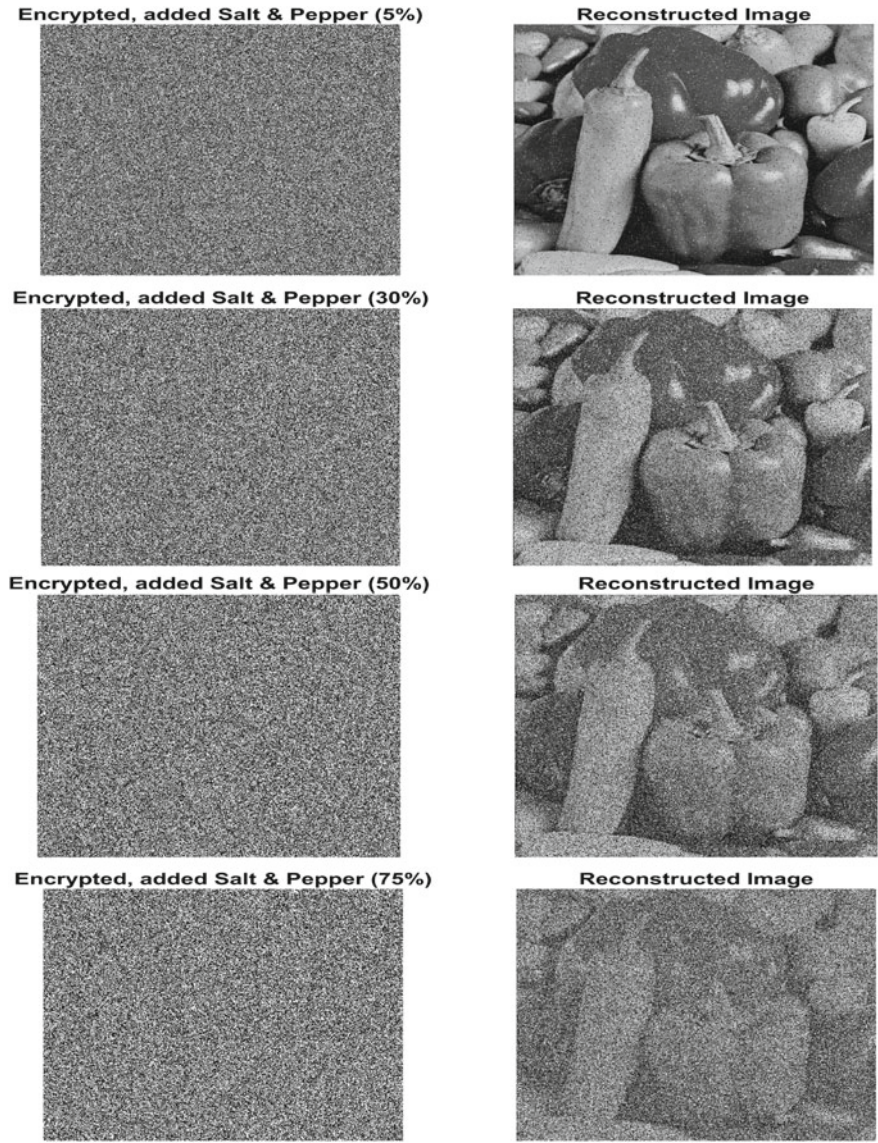 Encrypted, added Salt & Pepper (5%)
Reconstructed Image
Encrypted, added Salt & Pepper (30%)
Reconstructed Image
Encrypted, added Salt & Pepper (50%)
Reconstructed Image
Encrypted, added Salt & Pepper (75%)
Reconstructed Image